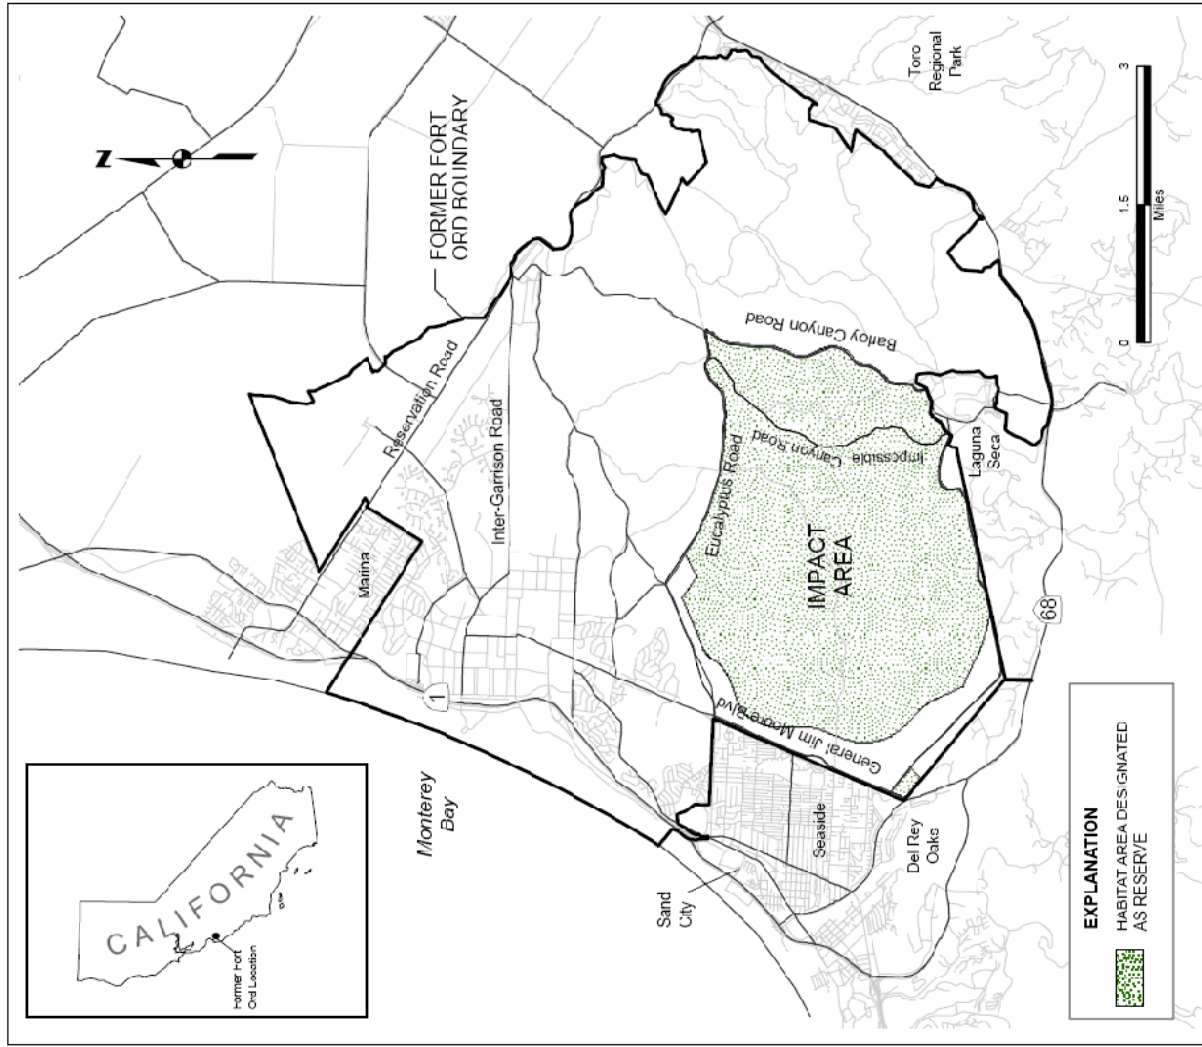 CALIFORNIA
Former Fort
Ord Location
Monterey
Bay
N
FORMER FORT
ORD BOUNDARY
Reservation Road
Inter-Garrison Road
Marina
1
Eucalyptus Road
Barloy Canyon Road
Impossible Canyon Road
IMPACT
AREA
General Jim Moore Blvd
Seaside
Sand
City
Del Rey
Oaks
Laguna
Seca
68
Toro
Regional
Park
0 1.5 3
Miles
EXPLANATION
HABITAT AREA DESIGNATED
AS RESERVE